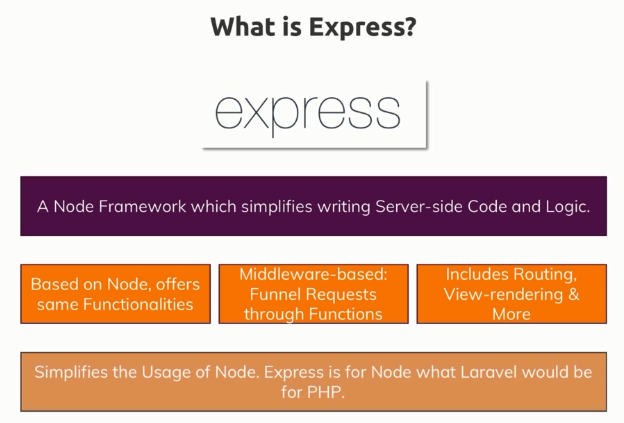 What is Express?
express
A Node Framework which simplifies writing Server-side Code and Logic.
Based on Node, offers
same Functionalities
Middleware-based:
Funnel Requests
through Functions
Includes Routing,
View-rendering &
More
Simplifies the Usage of Node. Express is for Node what Laravel would be
for PHP.